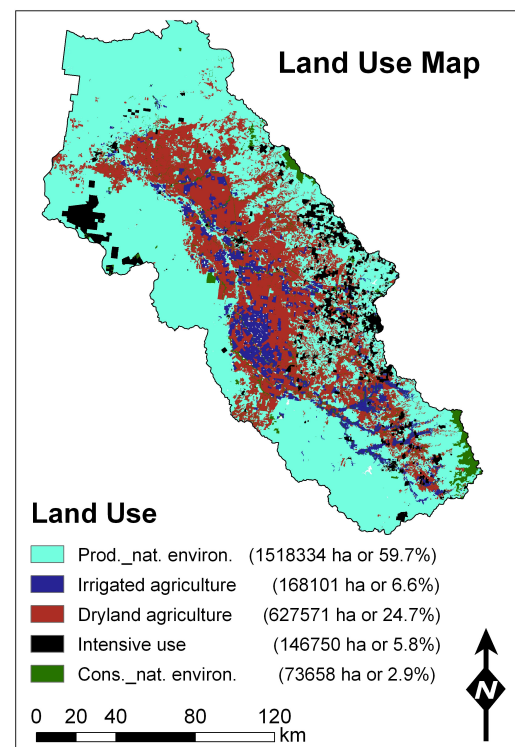 Land Use Map
Land Use
Prod._nat. environ. (1518334 ha or 59.7%)
Irrigated agriculture (168101 ha or 6.6%)
Dryland agriculture (627571 ha or 24.7%)
Intensive use (146750 ha or 5.8%)
Cons._nat. environ. (73658 ha or 2.9%)
0 20 40 80 120
km
N